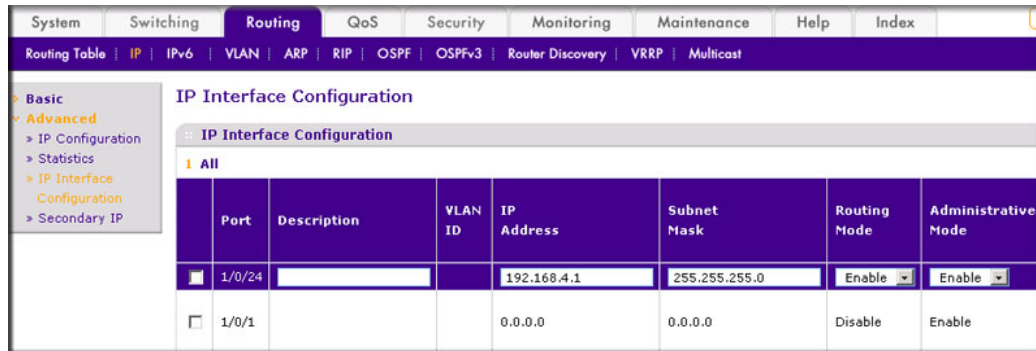 System Switching Routing QoS Security Monitoring Maintenance Help Index
Routing Table | IP | IPv6 | VLAN | ARP | RIP | OSPF | OSPFv3 | Router Discovery | VRRP | Multicast
Basic
Advanced
» IP Configuration
» Statistics
» IP Interface
Configuration
» Secondary IP
IP Interface Configuration
IP Interface Configuration
1 All
Port Description VLAN ID IP Address Subnet Mask Routing Mode Administrative Mode
1/0/24 192.168.4.1 255.255.255.0 Enable Enable
1/0/1 0.0.0.0 0.0.0.0 Disable Enable